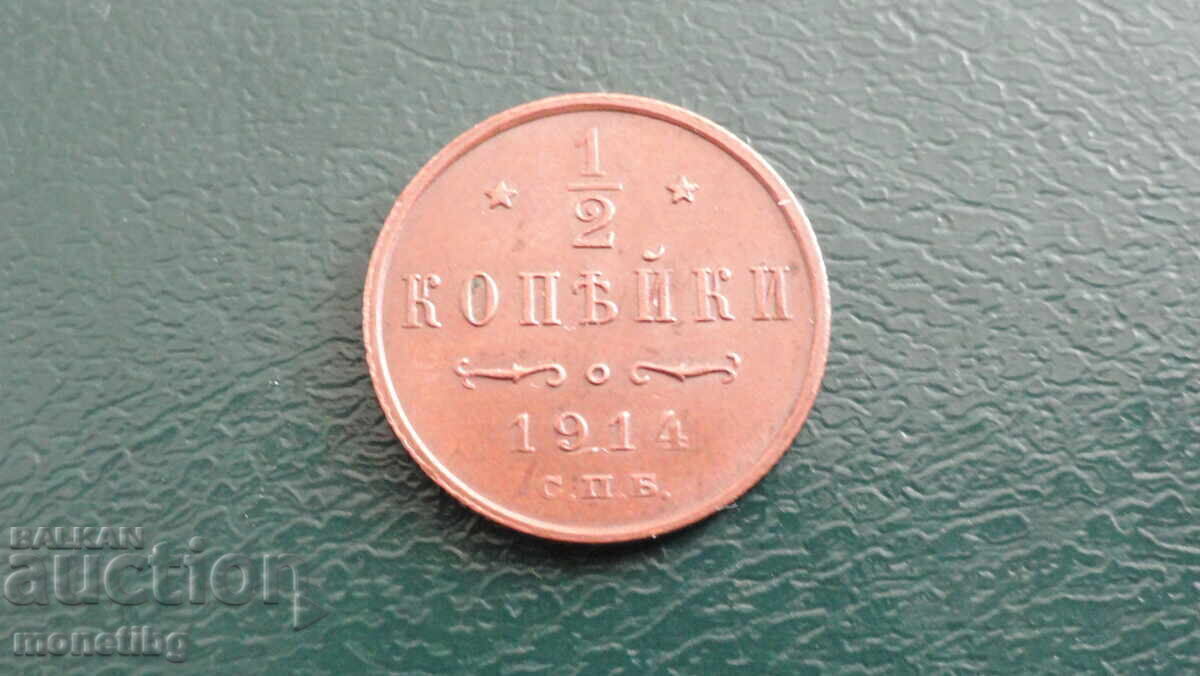 1
2
КОПѢЙКИ
1914
С.П.Б.
BALKAN
auction
monetibg